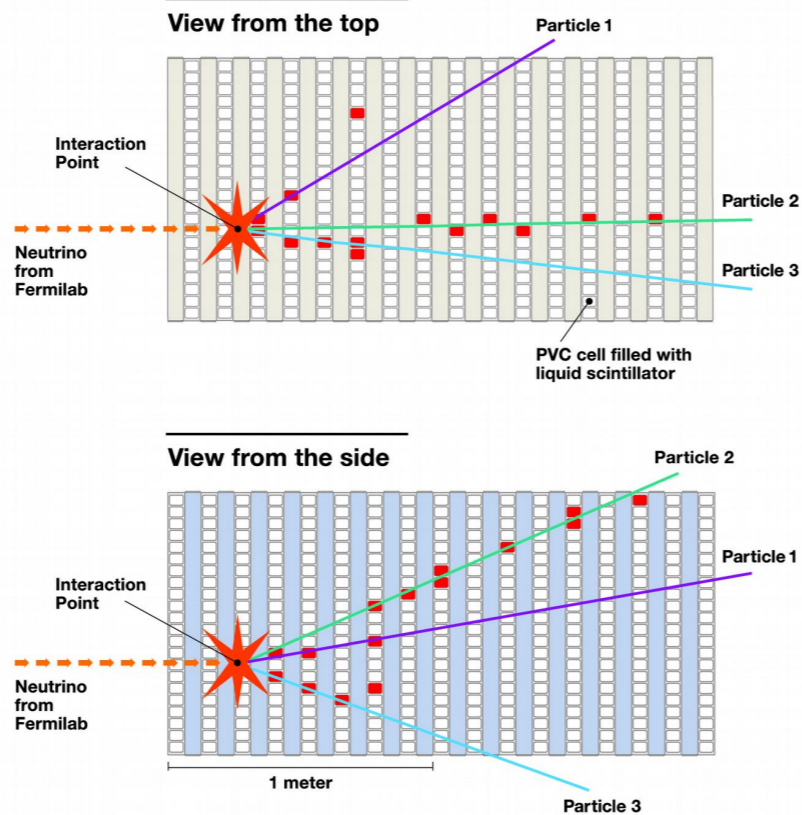 View from the top
Particle 1
Interaction
Point
Particle 2
Neutrino
from
Fermilab
Particle 3
PVC cell filled with
liquid scintillator
View from the side
Particle 2
Particle 1
Interaction
Point
Neutrino
from
Fermilab
1 meter
Particle 3